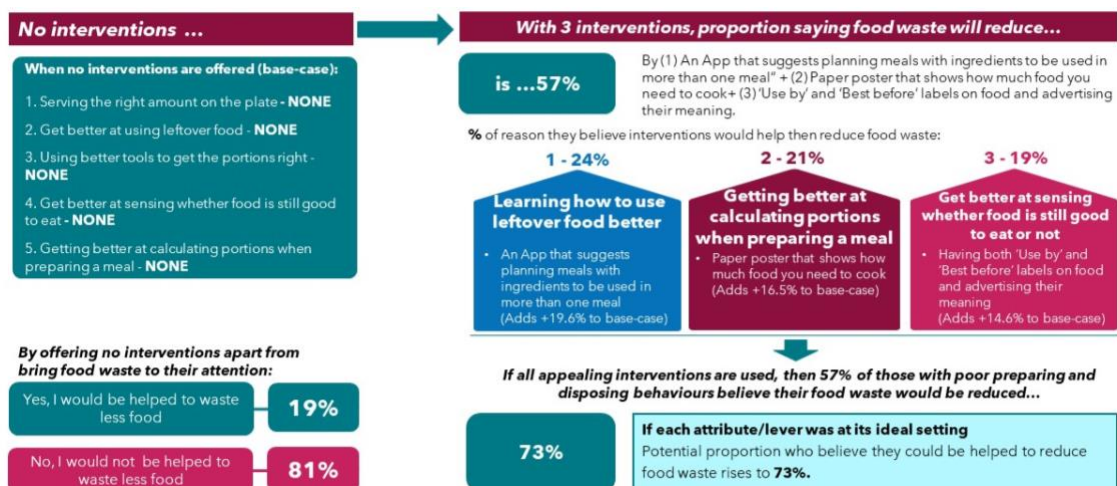 No interventions ...
When no interventions are offered (base-case):
1. Serving the right amount on the plate - NONE
2. Get better at using leftover food - NONE
3. Using better tools to get the portions right -
NONE
4. Get better at sensing whether food is still good
to eat - NONE
5. Getting better at calculating portions when
preparing a meal - NONE
By offering no interventions apart from
bring food waste to their attention:
Yes, I would be helped to waste
less food
19%
No, I would not be helped to
waste less food
81%
With 3 interventions, proportion saying food waste will reduce...
is ...57%
By (1) An App that suggests planning meals with ingredients to be used in
more than one meal" + (2) Paper poster that shows how much food you
need to cook+ (3) 'Use by' and 'Best before' labels on food and advertising
their meaning.
% of reason they believe interventions would help then reduce food waste:
1 - 24%
Learning how to use
leftover food better
• An App that suggests
planning meals with
ingredients to be used in
more than one meal
(Adds +19.6% to base-case)
2 - 21%
Getting better at
calculating portions
when preparing a meal
• Paper poster that shows how
much food you need to cook
(Adds +16.5% to base-case)
3 - 19%
Get better at sensing
whether food is still good
to eat or not
• Having both 'Use by' and
'Best before' labels on food
and advertising their
meaning
(Adds +14.6% to base-case)
If all appealing interventions are used, then 57% of those with poor preparing and
disposing behaviours believe their food waste would be reduced...
73%
If each attribute/lever was at its ideal setting
Potential proportion who believe they could be helped to reduce
food waste rises to 73%.